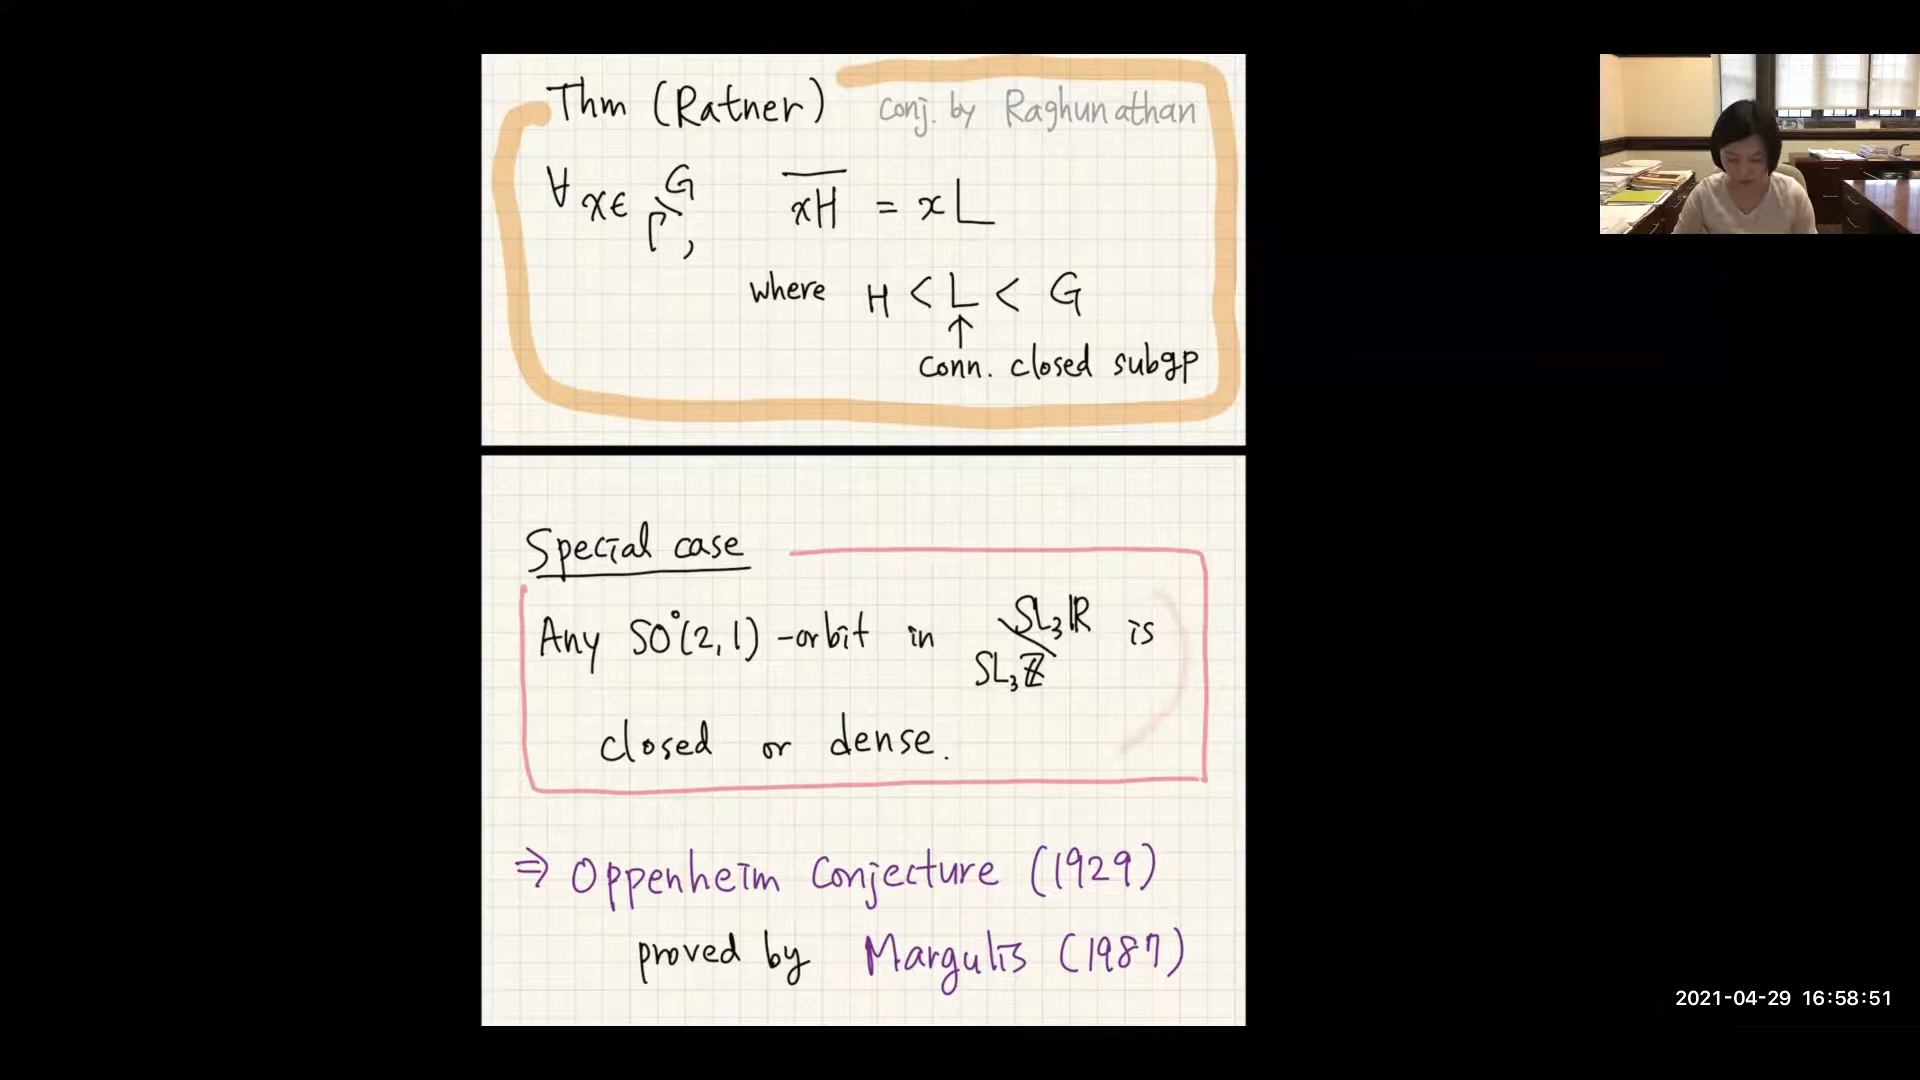 Thm (Ratner) conj. by Raghunathan
∀ x ∈ Γ\G, \overline{xH} = xL
where H < L < G
↑
conn. closed subgp
Special case
Any SO°(2,1)-orbit in SL₃ℤ\SL₃ℝ is
closed or dense.
⇒ Oppenheim Conjecture (1929)
proved by Margulis (1987)
2021-04-29 16:58:51